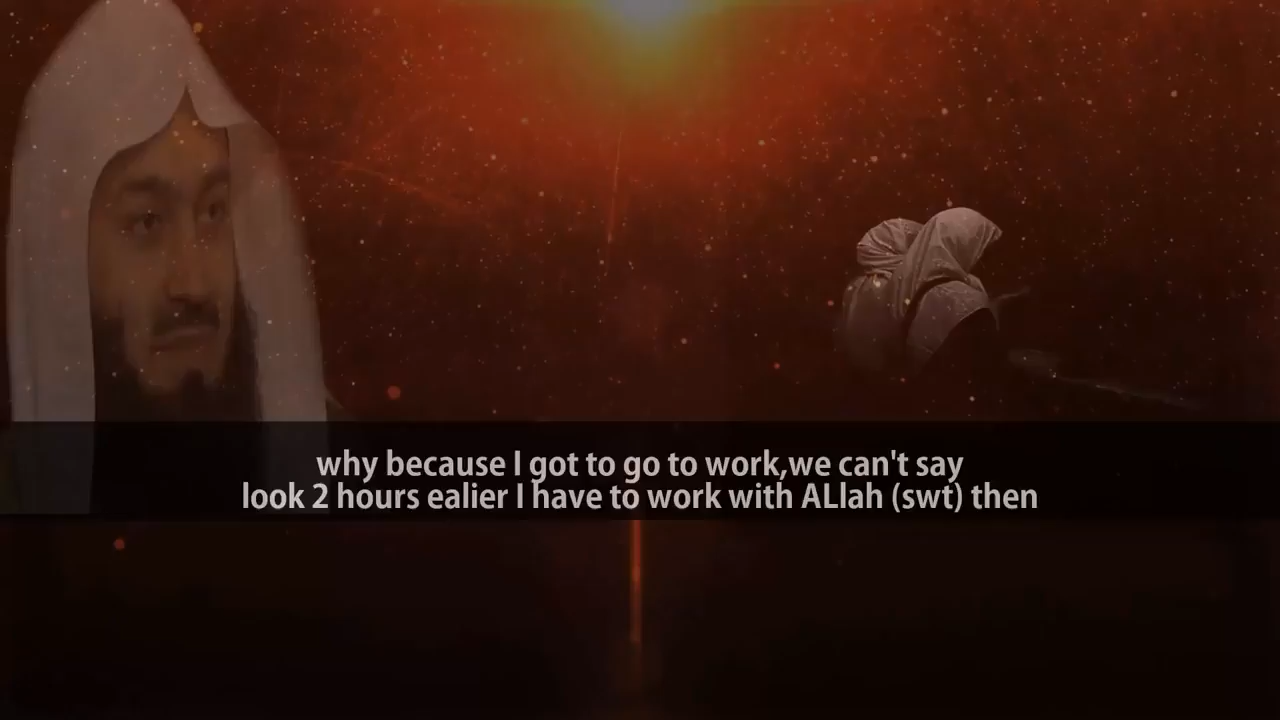 why because I got to go to work,we can't say
look 2 hours ealier I have to work with ALlah (swt) then